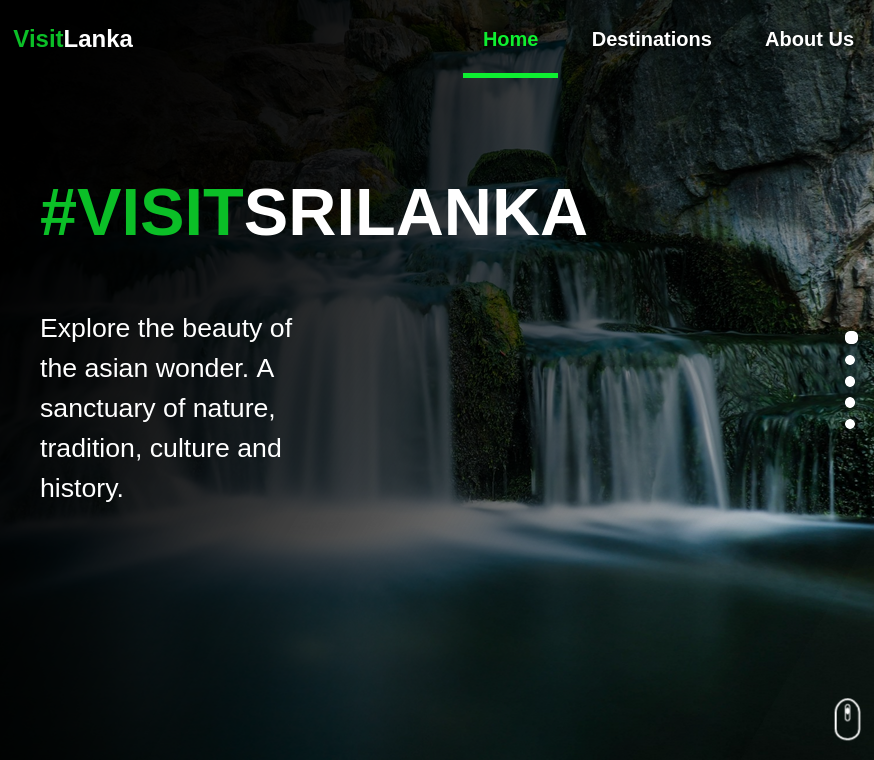 VisitLanka
Home
Destinations
About Us
#VISITSRILANKA
Explore the beauty of
the asian wonder. A
sanctuary of nature,
tradition, culture and
history.